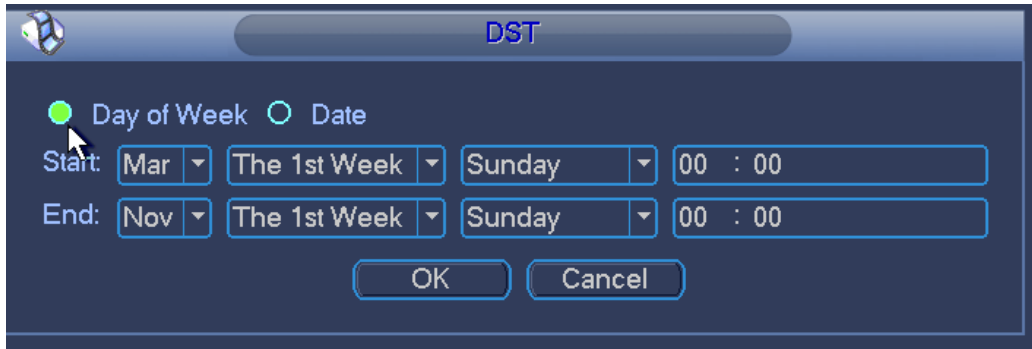 DST
Day of Week Date
Start: Mar The 1st Week Sunday 00 : 00
End: Nov The 1st Week Sunday 00 : 00
OK Cancel